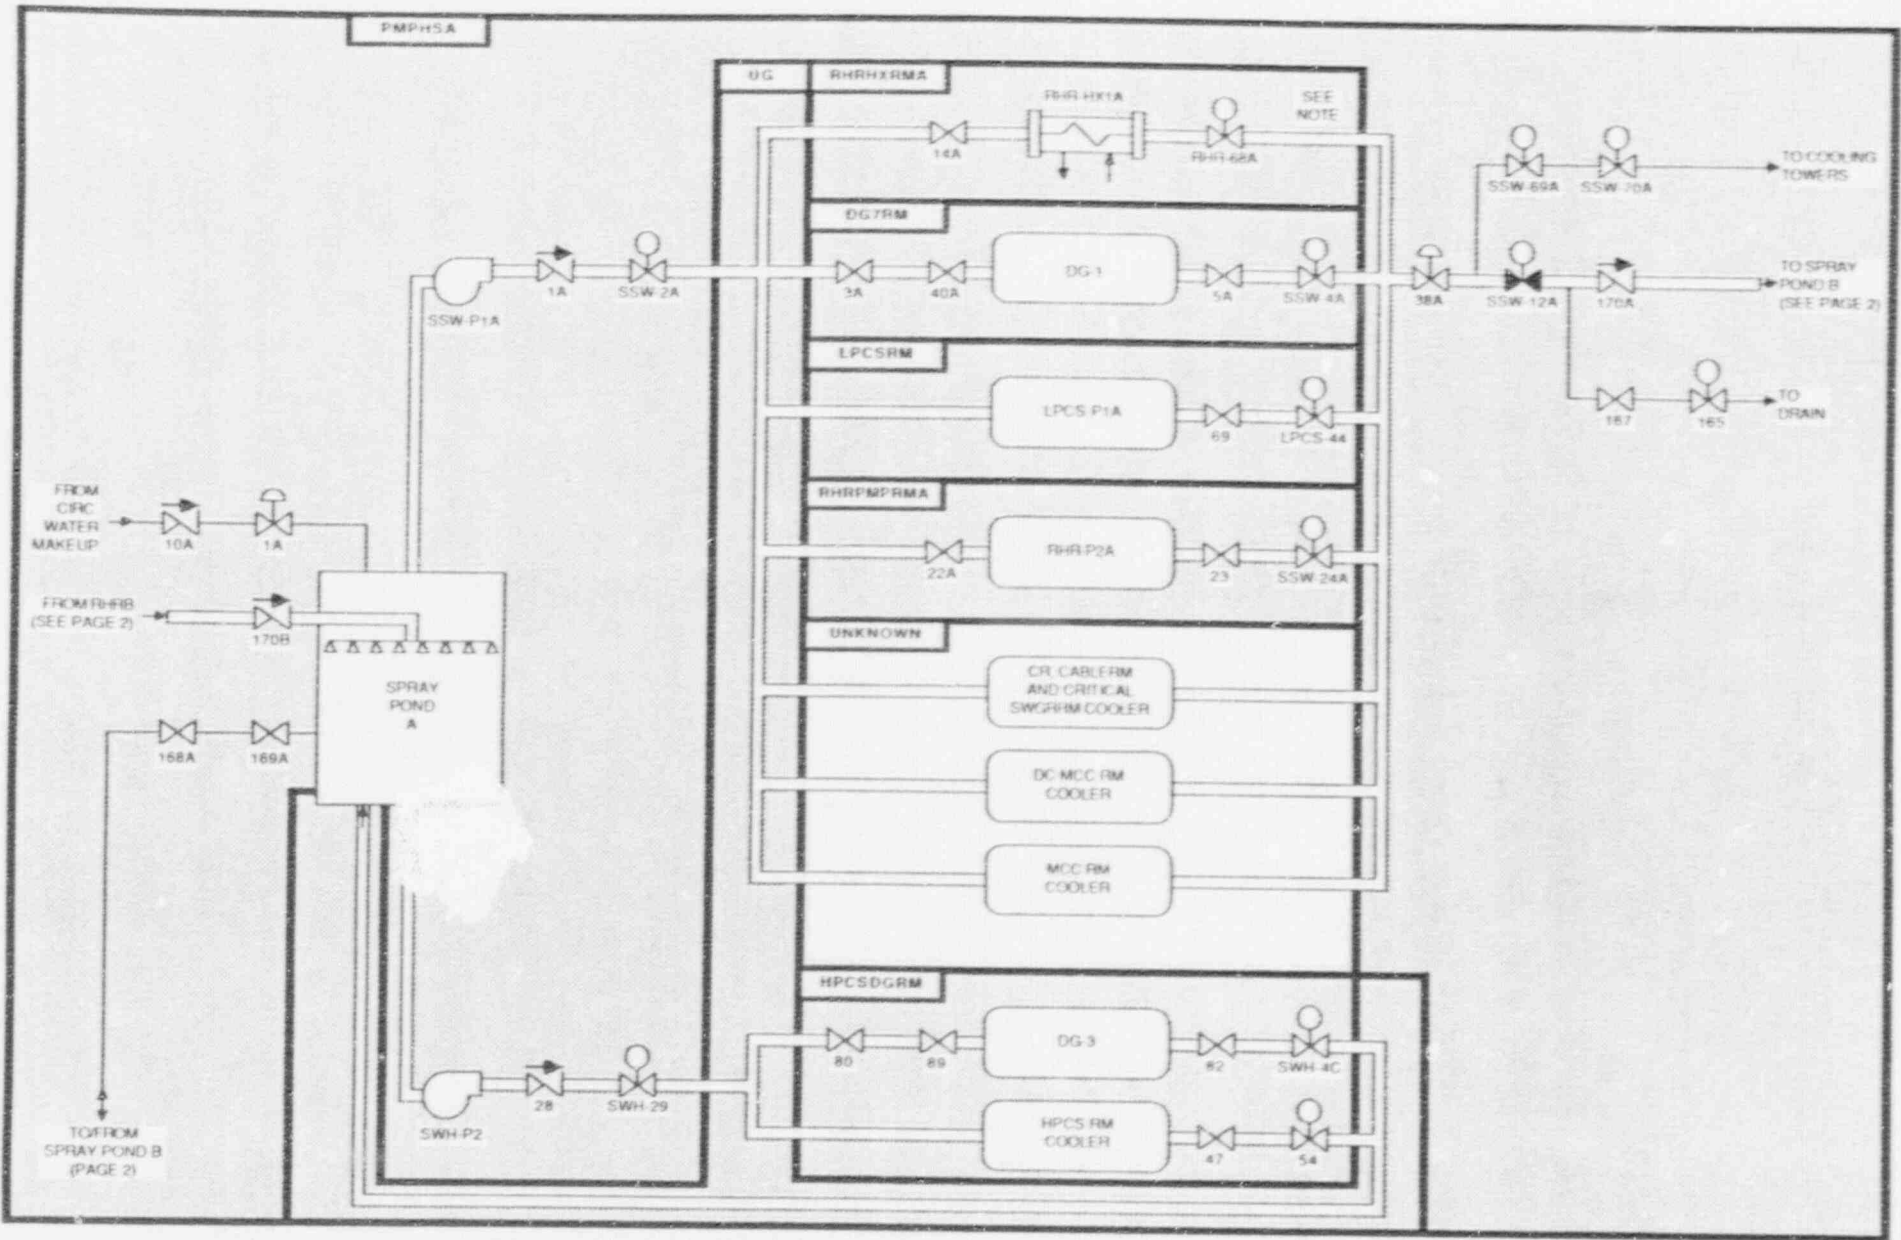 PMPHSA
UG
RHRHXRMA
RHR-HX1A
SEE
NOTE
14A
RHR-68A
SSW-69A
SSW-70A
TO COOLING
TOWERS
DG7RM
SSW-P1A
1A
SSW-2A
3A
40A
DG-1
5A
SSW-4A
38A
SSW-12A
170A
TO SPRAY
POND B
(SEE PAGE 2)
LPCSRM
LPCS-P1A
69
LPCS-44
167
165
TO
DRAIN
RHRPMPRMA
FROM
CIRC
WATER
MAKEUP
10A
1A
22A
RHR-P2A
23
SSW-24A
FROM RHRB
(SEE PAGE 2)
170B
UNKNOWN
SPRAY
POND
A
CR, CABLERM
AND CRITICAL
SWGRRM COOLER
168A
169A
DC MCC RM
COOLER
MCC RM
COOLER
HPCSDGRM
80
89
DG-3
82
SWH-4C
SWH-P2
28
SWH-29
HPCS RM
COOLER
47
54
TO/FROM
SPRAY POND B
(PAGE 2)